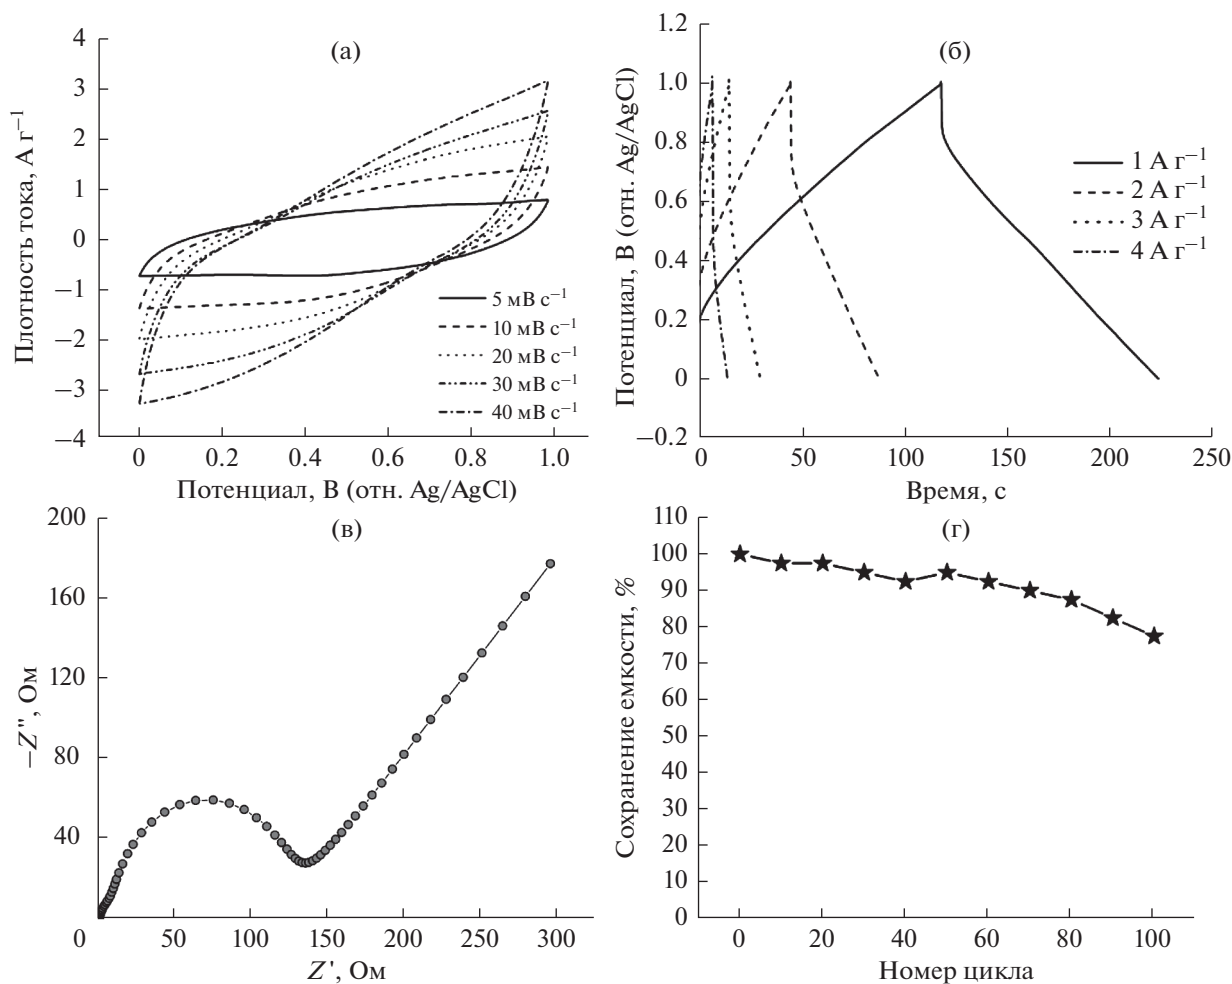 (а)
Плотность тока, А г⁻¹
4
3
2
1
0
−1
−2
−3
−4
5 мВ с⁻¹
10 мВ с⁻¹
20 мВ с⁻¹
30 мВ с⁻¹
40 мВ с⁻¹
0 0.2 0.4 0.6 0.8 1.0
Потенциал, В (отн. Ag/AgCl)
(б)
Потенциал, В (отн. Ag/AgCl)
1.2
1.0
0.8
0.6
0.4
0.2
0
−0.2
1 А г⁻¹
2 А г⁻¹
3 А г⁻¹
4 А г⁻¹
0 50 100 150 200 250
Время, с
(в)
−Z", Ом
200
160
120
80
40
0
0 50 100 150 200 250 300
Z', Ом
(г)
Сохранение емкости, %
110
100
90
80
70
60
50
40
30
20
10
0
0 20 40 60 80 100
Номер цикла